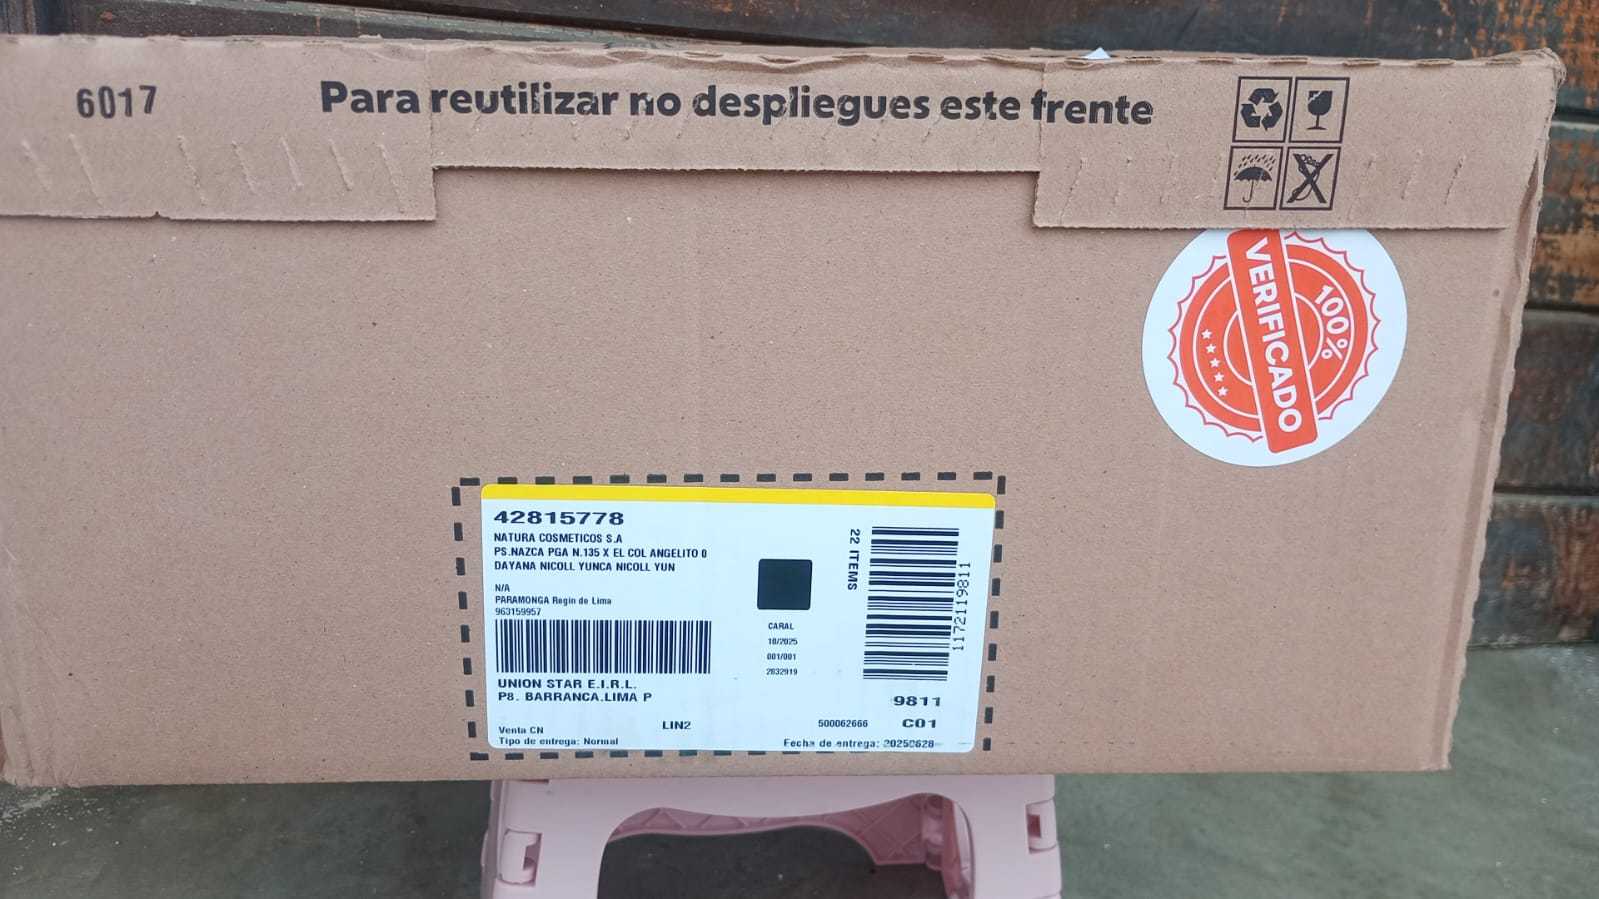 6017
Para reutilizar no despliegues este frente
VERIFICADO
100%
42815778
NATURA COSMETICOS S.A
PS.NAZCA PGA N.135 X EL COL ANGELITO 0
DAYANA NICOLL YUNCA NICOLL YUN
N/A
PARAMONGA Regin de Lima
963159957
UNION STAR E.I.R.L.
P8. BARRANCA.LIMA P
Venta CN
Tipo de entrega: Normal
LIN2
CARAL
10/2025
001/001
2832919
22 ITEMS
1172119811
9811
500062666
C01
Fecha de entrega: 20250628